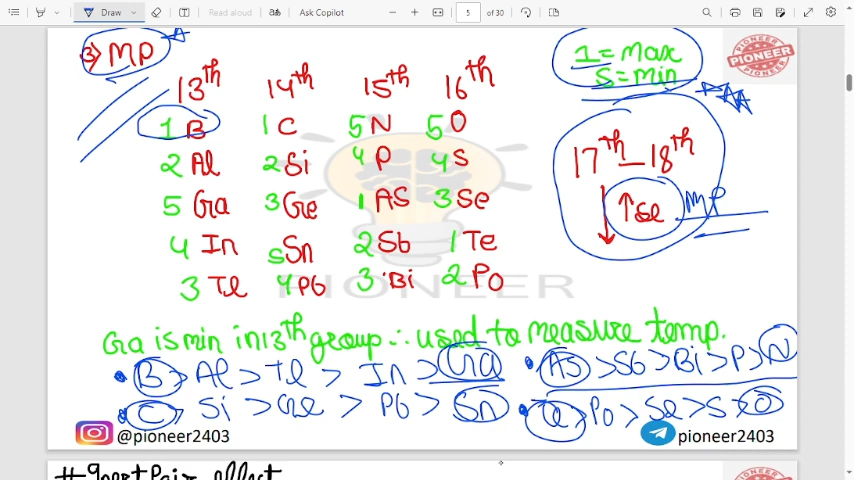 Draw
Read aloud
Ask Copilot
5 of 30
3) MP
1 = max
5 = min
PIONEER
13th 14th 15th 16th
1 B 1 C 5 N 5 O
2 Al 2 Si 4 P 4 S
5 Ga 3 Ge 1 AS 3 Se
4 In 5 Sn 2 Sb 1 Te
3 Tl 4 Pb 3 Bi 2 Po
17th - 18th
↓ ↑se MP
PIONEER
Ga is min in 13th group ∴ used to measure temp.
• B > Al > Tl > In > Ga
• AS > Sb > Bi > P > N
• C > Si > Ge > Pb > Sn
• Te > Po > Se > S > O
@pioneer2403
pioneer2403
# Inert Pair effect